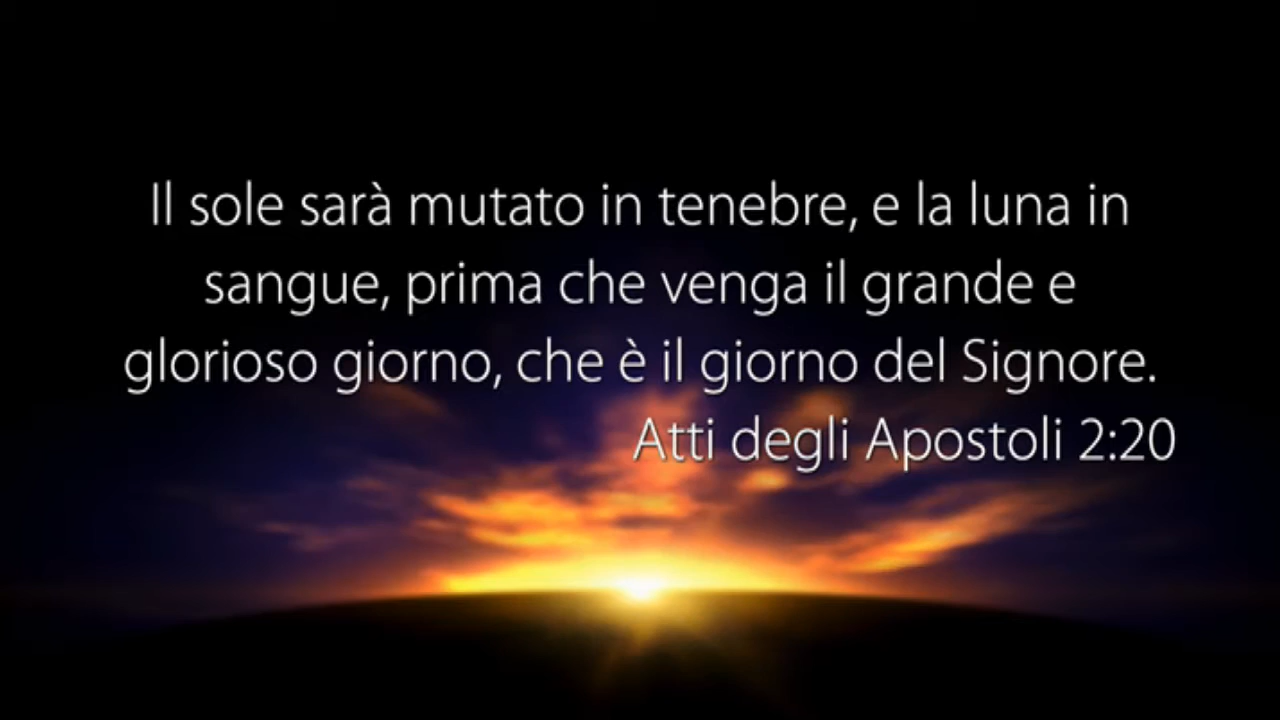 Il sole sarà mutato in tenebre, e la luna in
sangue, prima che venga il grande e
glorioso giorno, che è il giorno del Signore.
Atti degli Apostoli 2:20